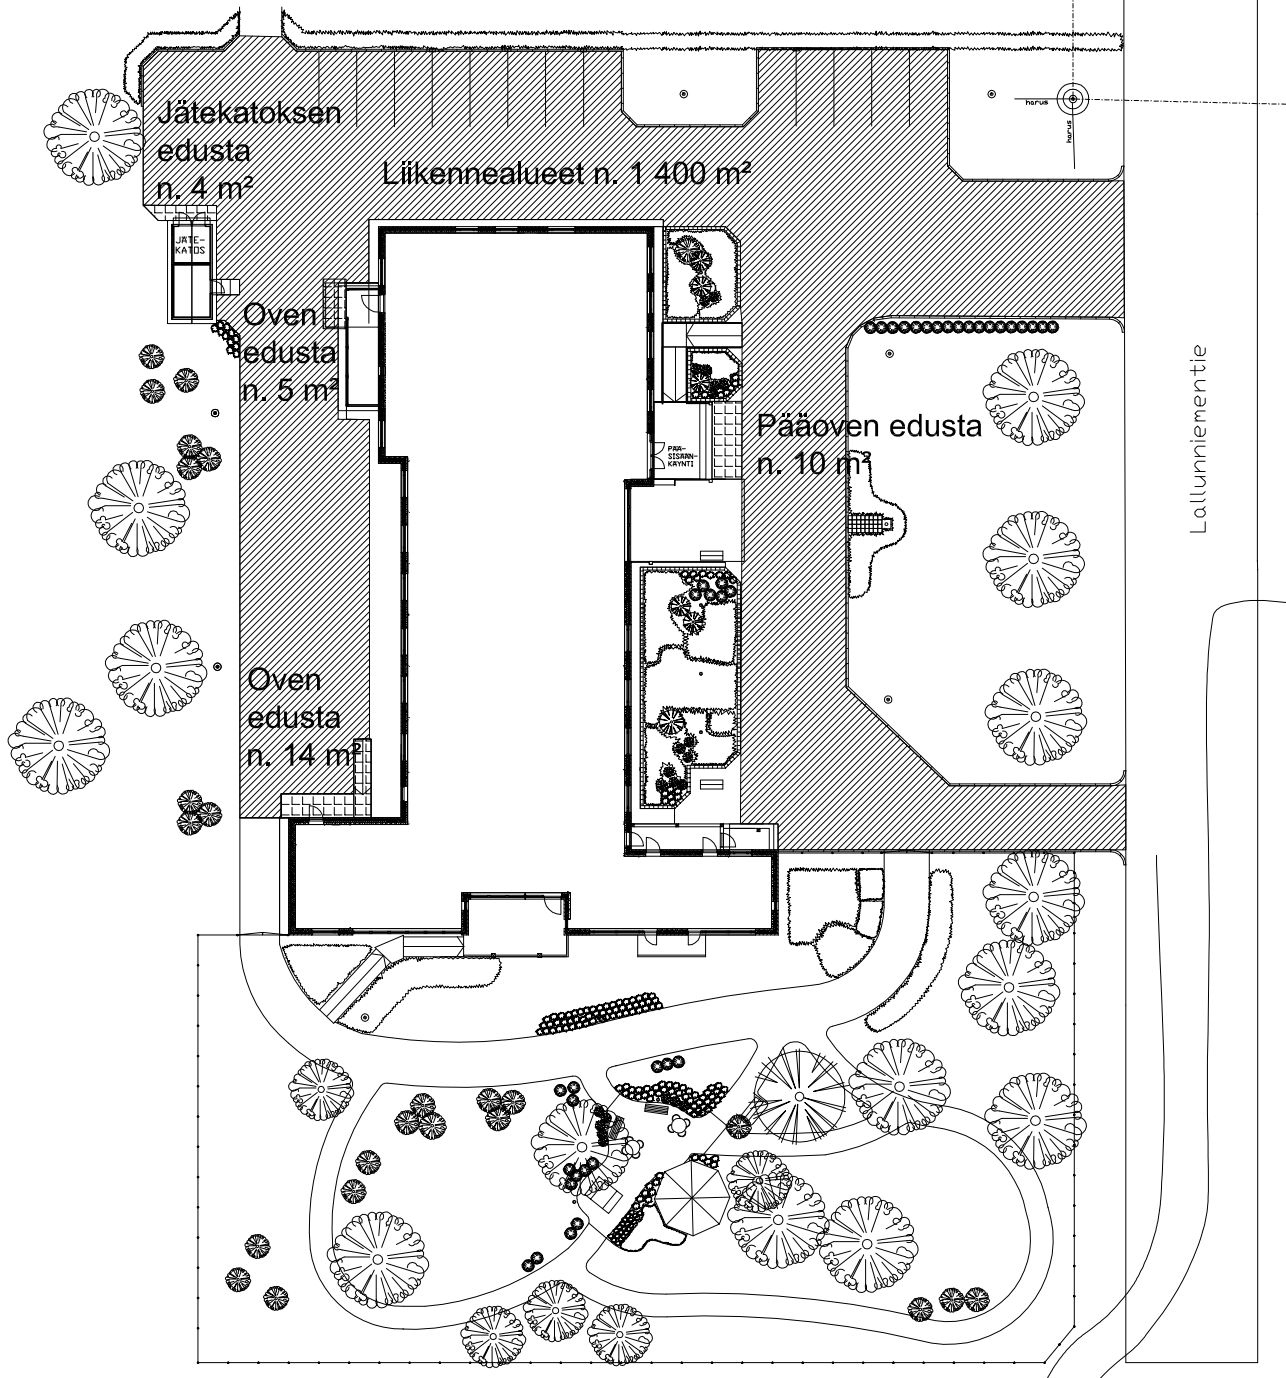 harus
harus
Jätekatoksen
edusta
n. 4 m²
Liikennealueet n. 1 400 m²
JÄTE-
KATOS
Oven
edusta
n. 5 m²
Lallunniementie
Pääoven edusta
n. 10 m²
PÄÄ-
SISÄÄN-
KÄYNTI
Oven
edusta
n. 14 m²